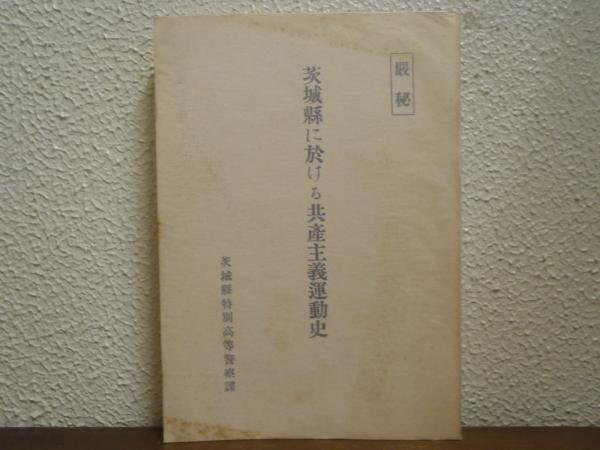 嚴秘
茨城縣に於ける共產主義運動史
茨城縣特別高等警察課